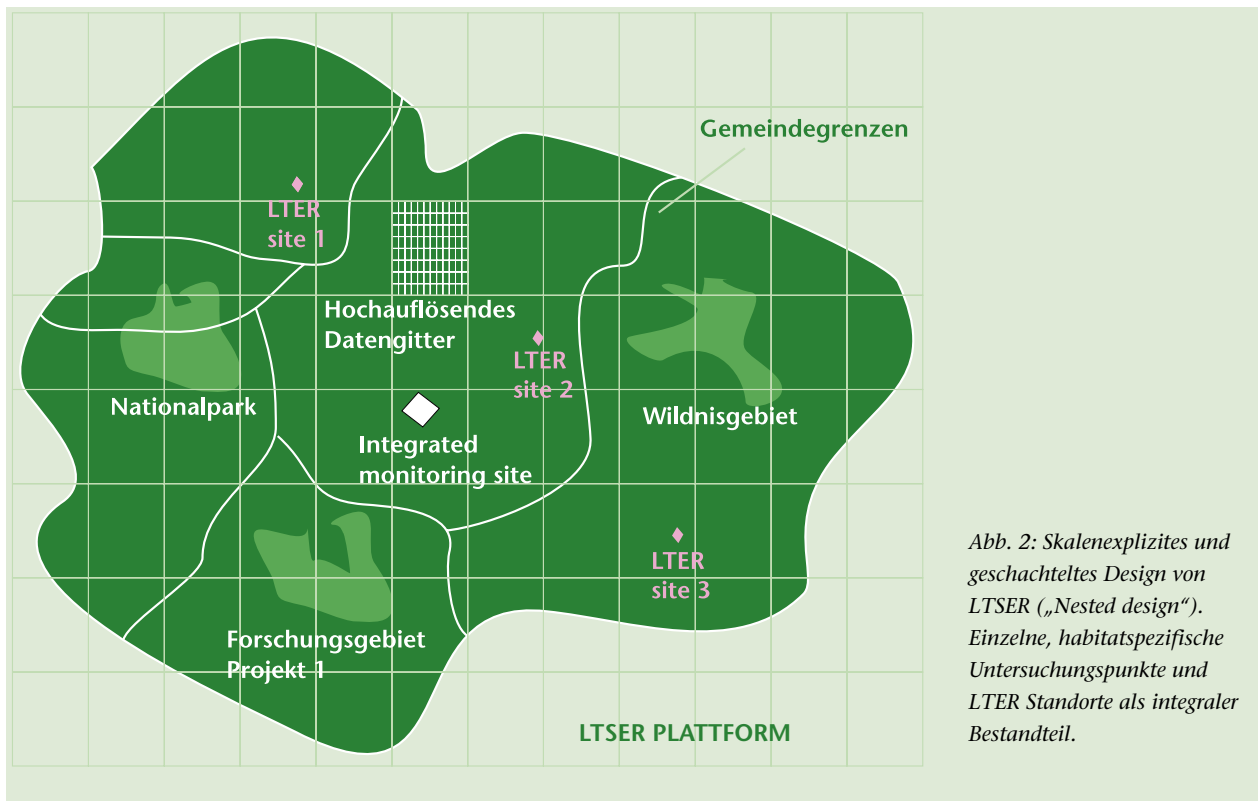 Gemeindegrenzen
LTER
site 1
Hochauflösendes
Datengitter
LTER
site 2
Nationalpark
Wildnisgebiet
Integrated
monitoring site
LTER
site 3
Forschungsgebiet
Projekt 1
LTSER PLATTFORM
Abb. 2: Skalenexplizites und
geschachteltes Design von
LTSER („Nested design“).
Einzelne, habitatspezifische
Untersuchungspunkte und
LTER Standorte als integraler
Bestandteil.